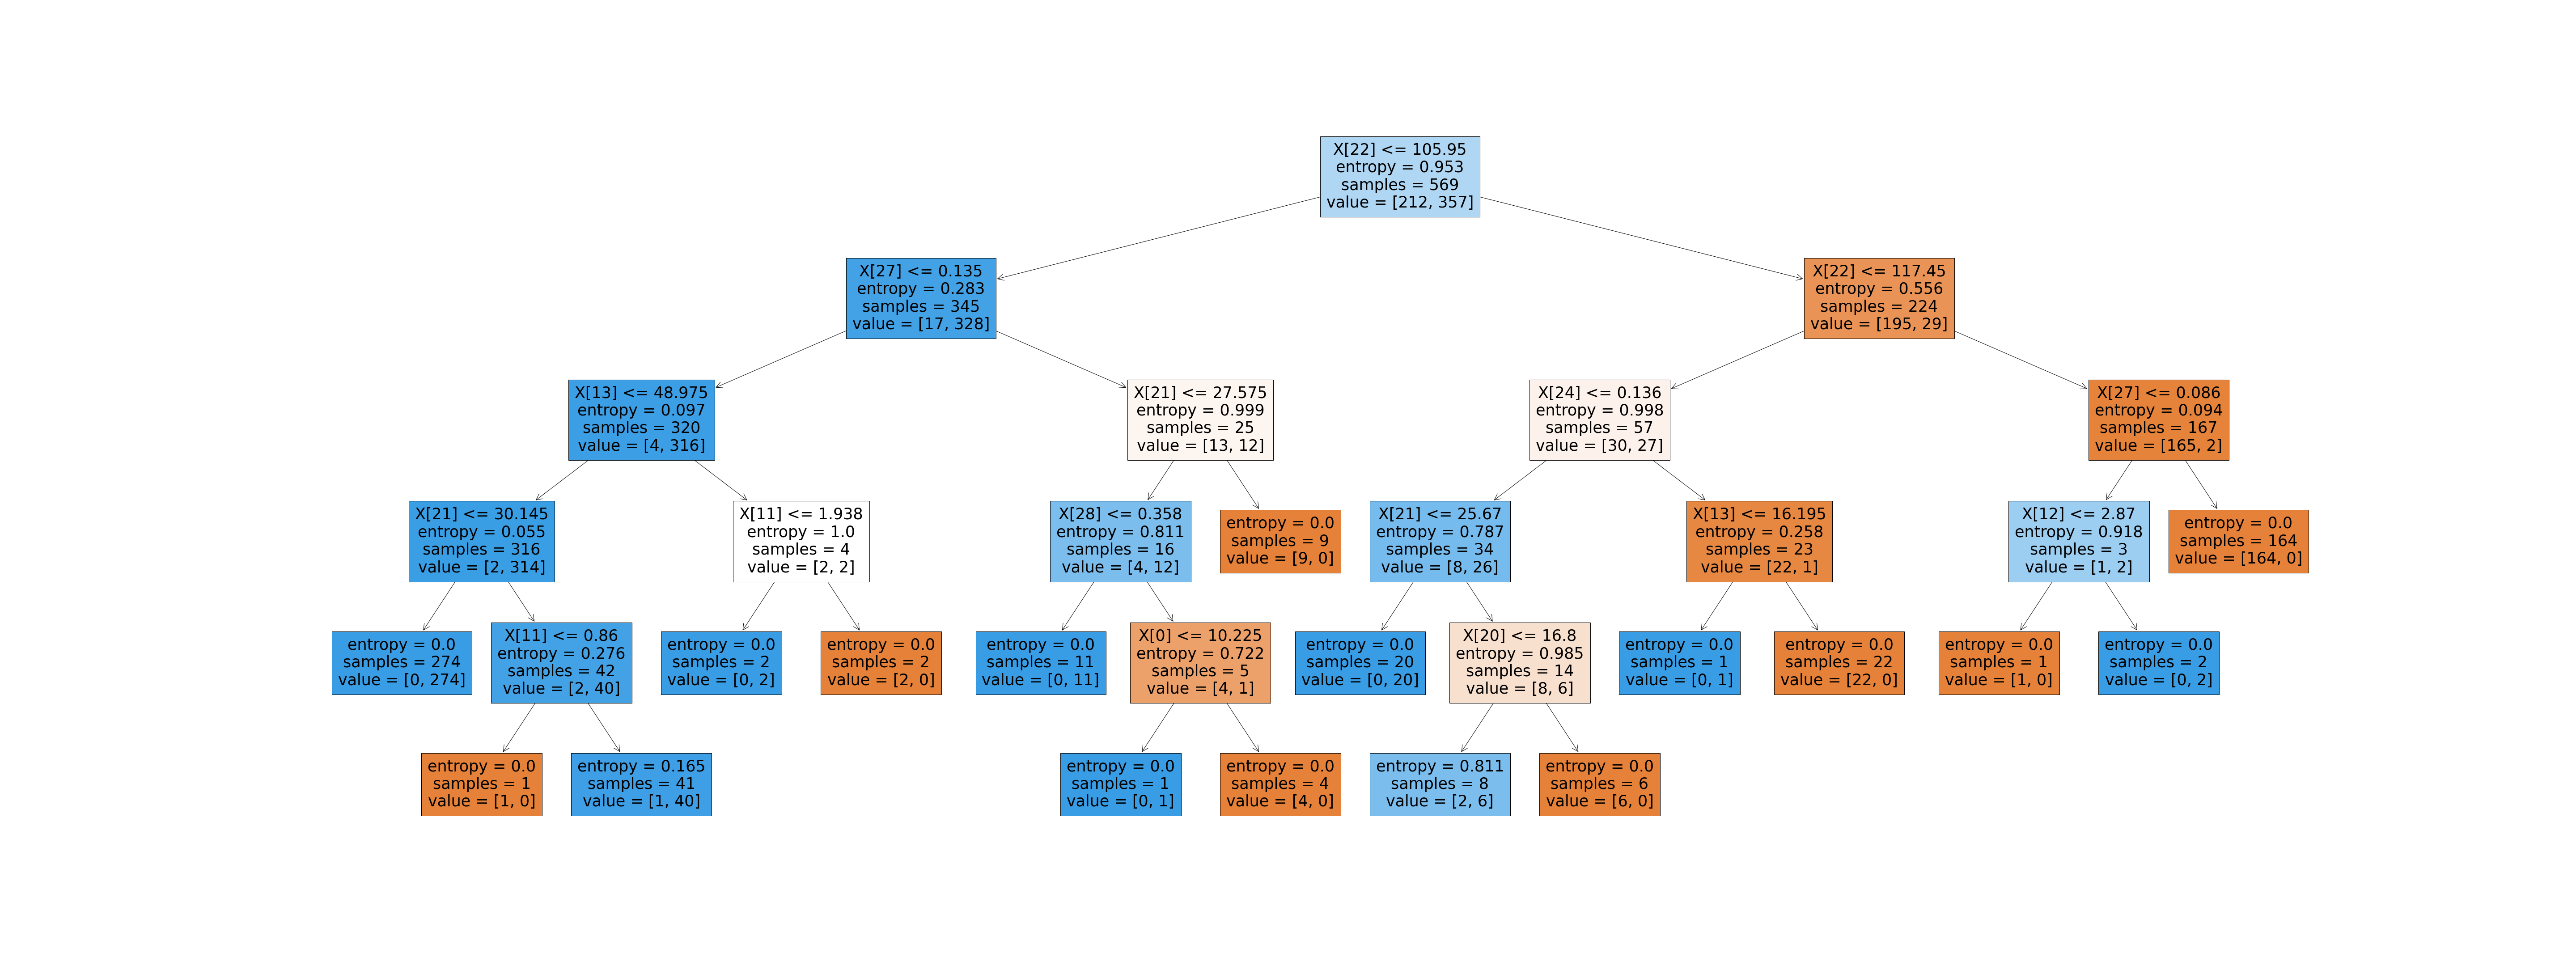 X[22] <= 105.95
entropy = 0.953
samples = 569
value = [212, 357]
X[27] <= 0.135
entropy = 0.283
samples = 345
value = [17, 328]
X[22] <= 117.45
entropy = 0.556
samples = 224
value = [195, 29]
X[13] <= 48.975
entropy = 0.097
samples = 320
value = [4, 316]
X[21] <= 27.575
entropy = 0.999
samples = 25
value = [13, 12]
X[24] <= 0.136
entropy = 0.998
samples = 57
value = [30, 27]
X[27] <= 0.086
entropy = 0.094
samples = 167
value = [165, 2]
X[21] <= 30.145
entropy = 0.055
samples = 316
value = [2, 314]
X[11] <= 1.938
entropy = 1.0
samples = 4
value = [2, 2]
X[28] <= 0.358
entropy = 0.811
samples = 16
value = [4, 12]
entropy = 0.0
samples = 9
value = [9, 0]
X[21] <= 25.67
entropy = 0.787
samples = 34
value = [8, 26]
X[13] <= 16.195
entropy = 0.258
samples = 23
value = [22, 1]
X[12] <= 2.87
entropy = 0.918
samples = 3
value = [1, 2]
entropy = 0.0
samples = 164
value = [164, 0]
entropy = 0.0
samples = 274
value = [0, 274]
X[11] <= 0.86
entropy = 0.276
samples = 42
value = [2, 40]
entropy = 0.0
samples = 2
value = [0, 2]
entropy = 0.0
samples = 2
value = [2, 0]
entropy = 0.0
samples = 11
value = [0, 11]
X[0] <= 10.225
entropy = 0.722
samples = 5
value = [4, 1]
entropy = 0.0
samples = 20
value = [0, 20]
X[20] <= 16.8
entropy = 0.985
samples = 14
value = [8, 6]
entropy = 0.0
samples = 1
value = [0, 1]
entropy = 0.0
samples = 22
value = [22, 0]
entropy = 0.0
samples = 1
value = [1, 0]
entropy = 0.0
samples = 2
value = [0, 2]
entropy = 0.0
samples = 1
value = [1, 0]
entropy = 0.165
samples = 41
value = [1, 40]
entropy = 0.0
samples = 1
value = [0, 1]
entropy = 0.0
samples = 4
value = [4, 0]
entropy = 0.811
samples = 8
value = [2, 6]
entropy = 0.0
samples = 6
value = [6, 0]